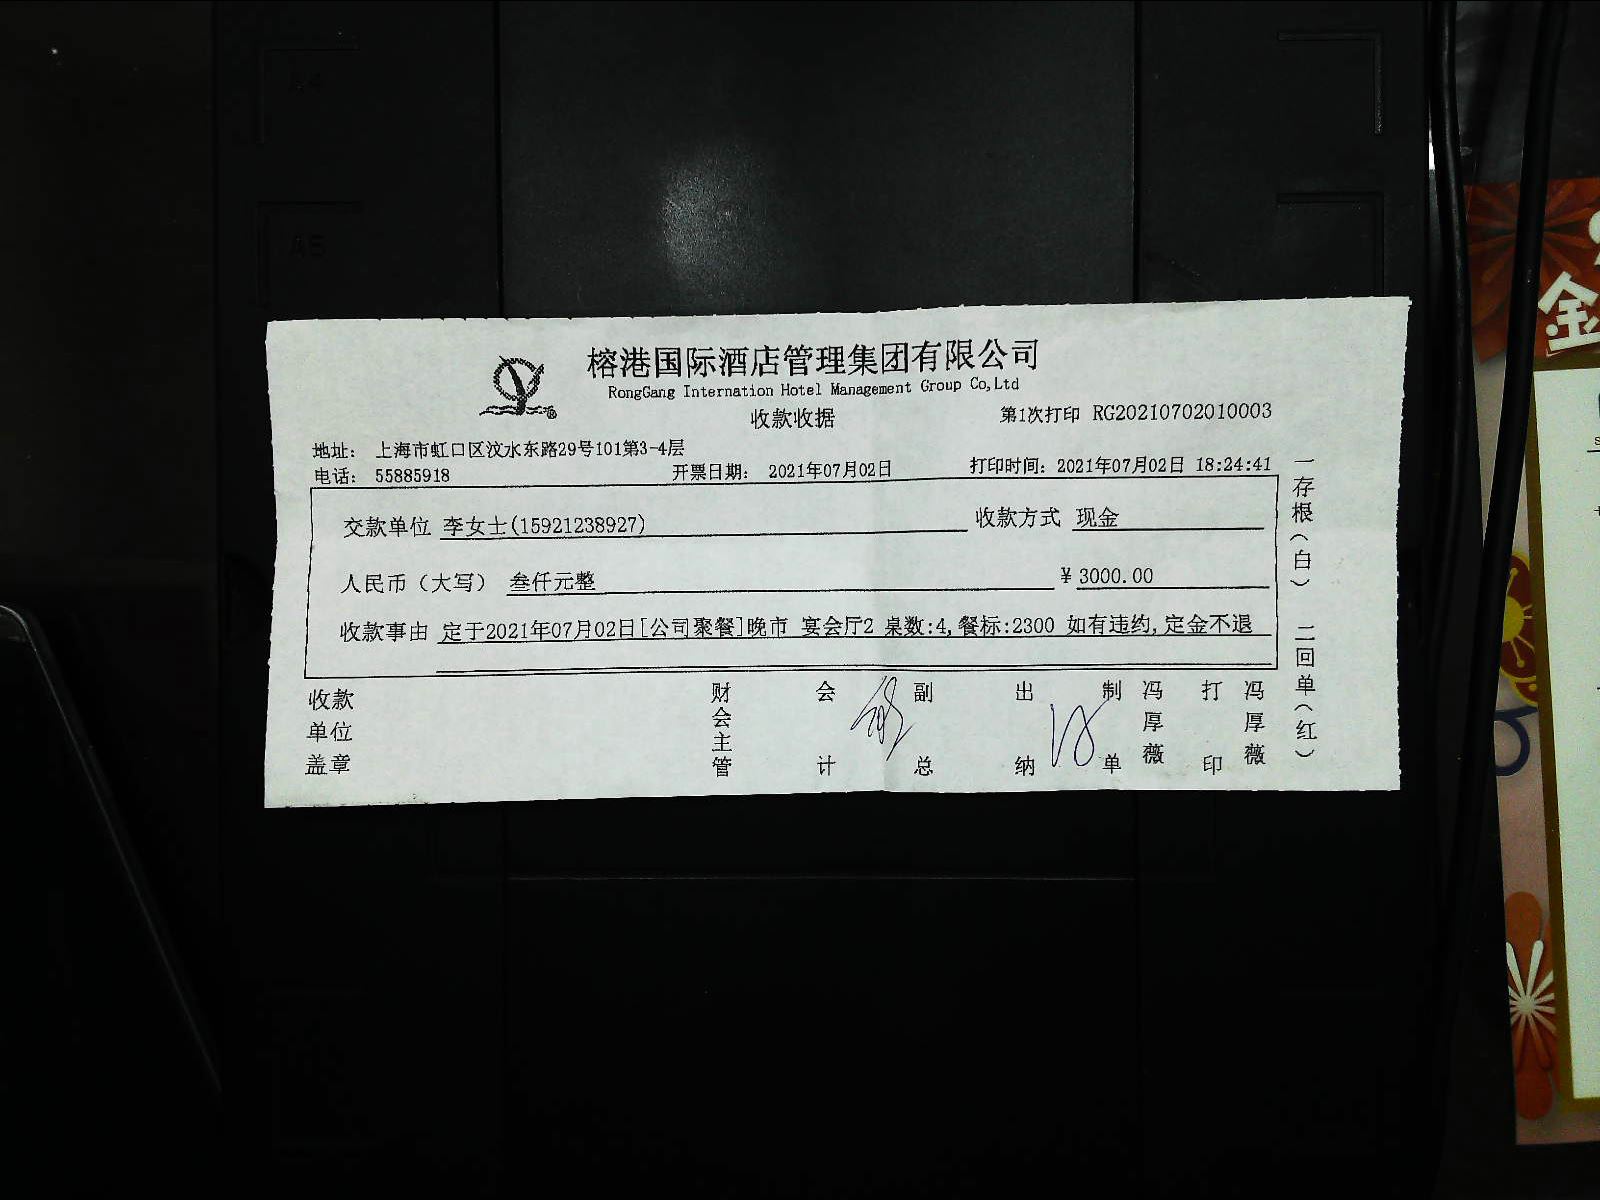 榕港国际酒店管理集团有限公司
RongGang Internation Hotel Management Group Co,Ltd
收款收据
第1次打印 RG20210702010003
地址： 上海市虹口区汶水东路29号101第3-4层
电话： 55885918
开票日期： 2021年07月02日
打印时间：2021年07月02日 18:24:41
交款单位 李女士(15921238927)
收款方式 现金
人民币（大写） 叁仟元整
¥ 3000.00
收款事由 定于2021年07月02日[公司聚餐]晚市 宴会厅2 桌数:4,餐标:2300 如有违约,定金不退
收款单位盖章
财会主管
会计
副总
出纳
制单
冯厚薇
打印
冯厚薇
一存根（白） 二回单（红）
A5
金